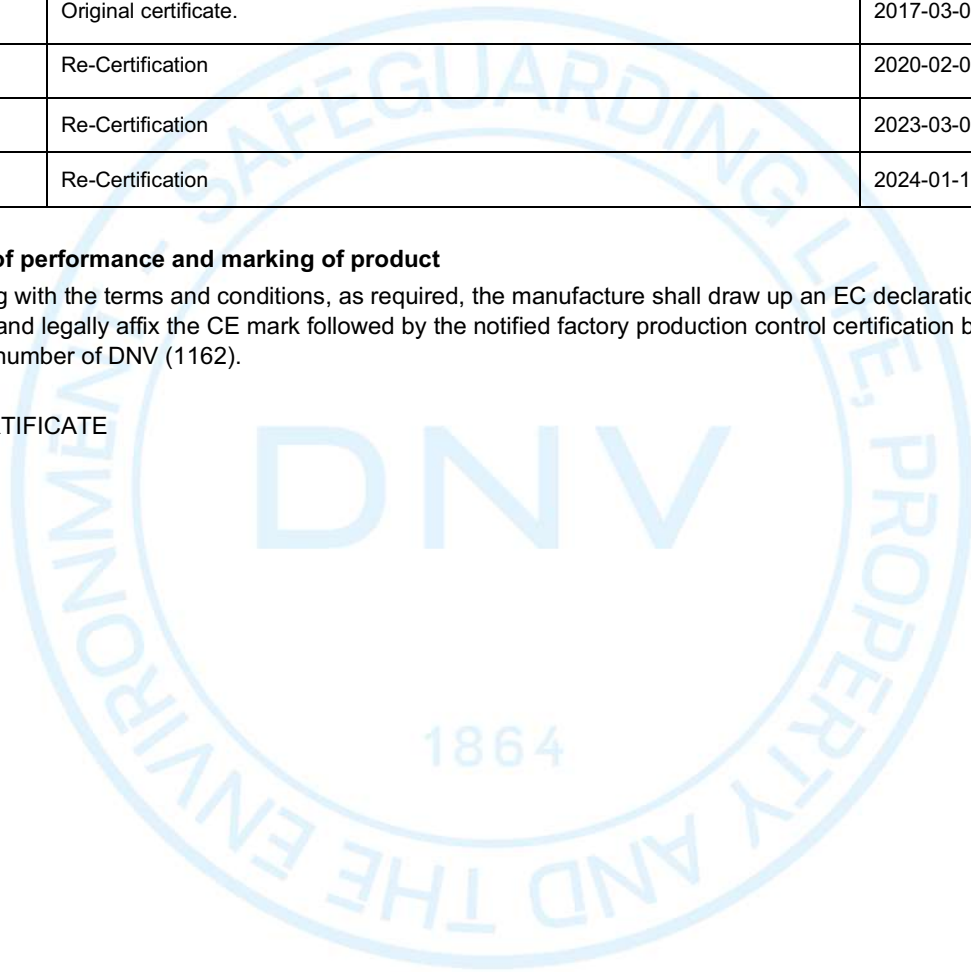 Original certificate. 2017-03-0
Re-Certification 2020-02-0
Re-Certification 2023-03-0
Re-Certification 2024-01-1
of performance and marking of product
g with the terms and conditions, as required, the manufacture shall draw up an EC declaratio
and legally affix the CE mark followed by the notified factory production control certification b
number of DNV (1162).
TIFICATE
SAFEGUARDING LIFE, PROPERTY AND THE ENVIRONMENT -
DNV
1864